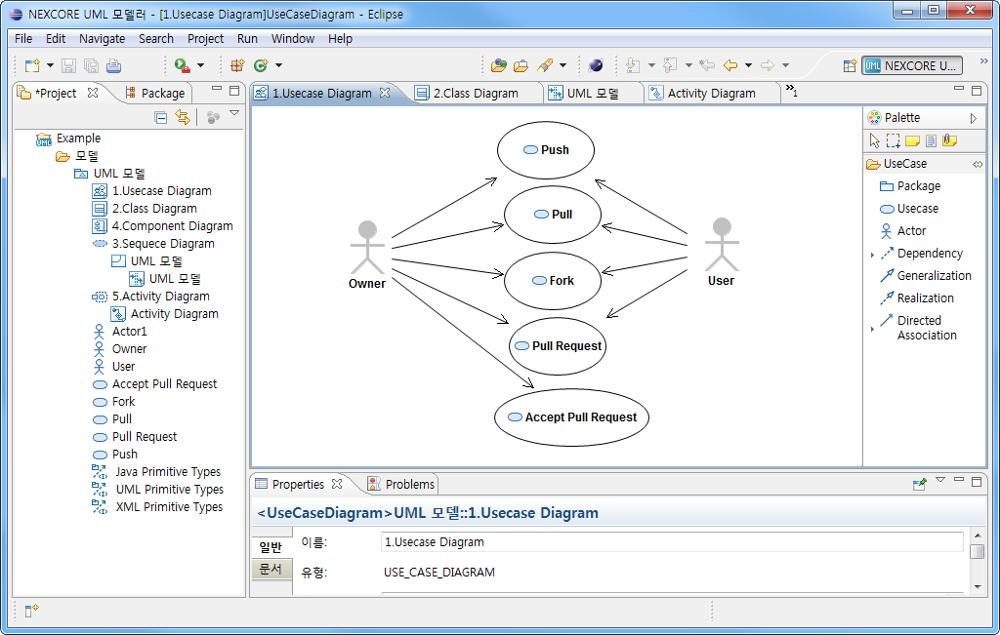 NEXCORE UML 모델러 - [1.Usecase Diagram]UseCaseDiagram - Eclipse
File Edit Navigate Search Project Run Window Help
UML NEXCORE U...
*Project Package
1.Usecase Diagram 2.Class Diagram UML 모델 Activity Diagram »1
Example
모델
UML 모델
1.Usecase Diagram
2.Class Diagram
4.Component Diagram
3.Sequece Diagram
UML 모델
UML 모델
5.Activity Diagram
Activity Diagram
Actor1
Owner
User
Accept Pull Request
Fork
Pull
Pull Request
Push
Java Primitive Types
UML Primitive Types
XML Primitive Types
Push
Pull
Fork
Pull Request
Accept Pull Request
Owner
User
Palette
UseCase
Package
Usecase
Actor
Dependency
Generalization
Realization
Directed
Association
Properties Problems
<UseCaseDiagram>UML 모델::1.Usecase Diagram
일반
문서
이름: 1.Usecase Diagram
유형: USE_CASE_DIAGRAM